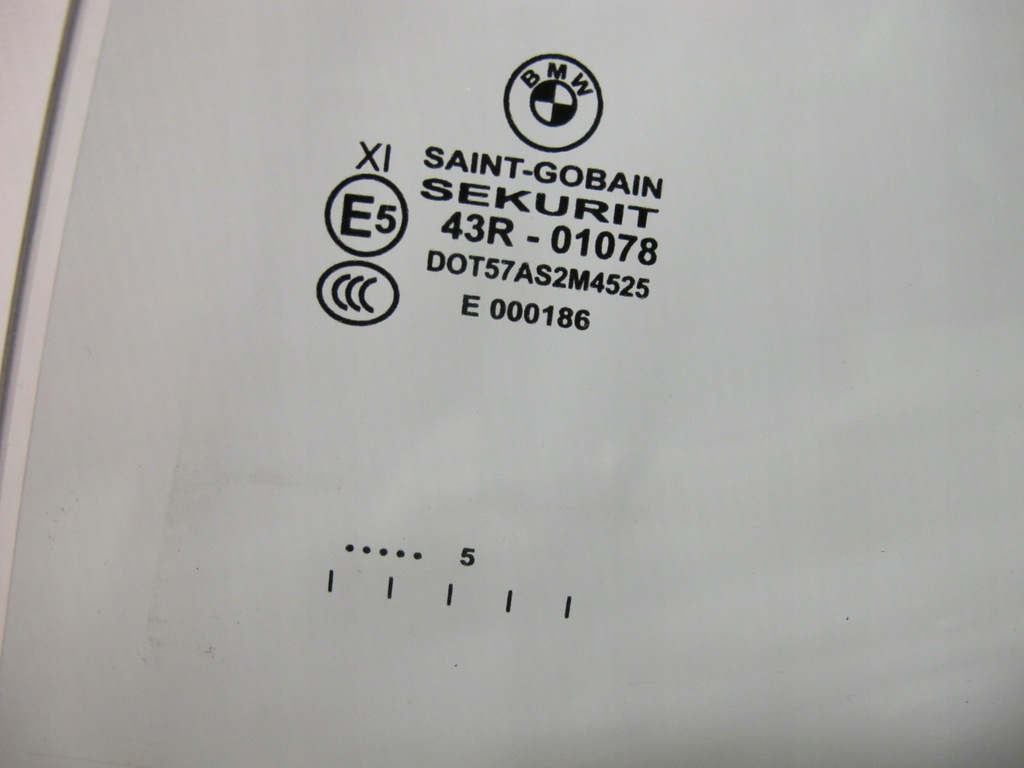 BMW
XI
SAINT-GOBAIN
SEKURIT
E5
43R - 01078
DOT57AS2M4525
CCC
E 000186
..... 5